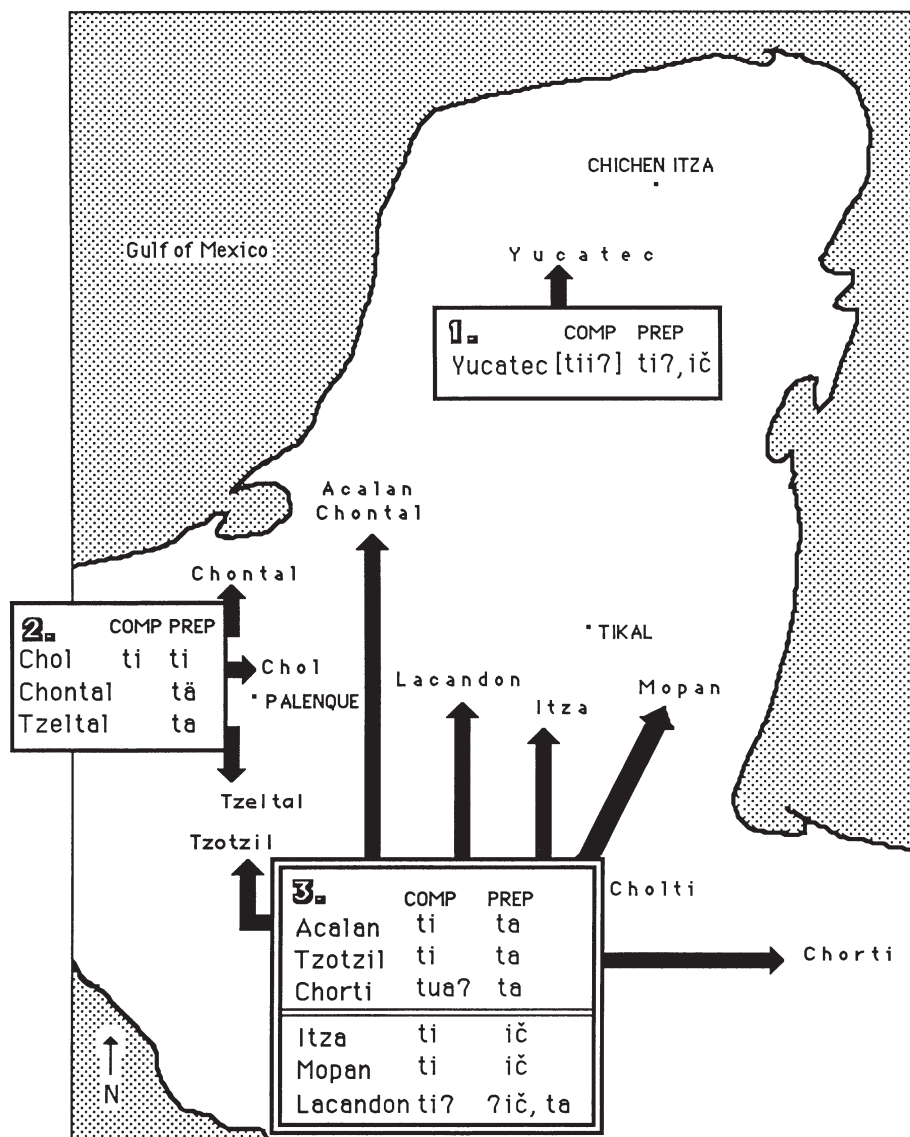 CHICHEN ITZA
Gulf of Mexico
Yucatec
1. COMP PREP
Yucatec [tii?] ti?, ič
Acalan
Chontal
Chontal
2. COMP PREP
Chol ti ti
Chontal tä
Tzeltal ta
Chol
PALENQUE
TIKAL
Lacandon
Itza
Mopan
Tzeltal
Tzotzil
Cholti
3. COMP PREP
Acalan ti ta
Tzotzil ti ta
Chorti tua? ta
Itza ti ič
Mopan ti ič
Lacandon ti? ?ič, ta
Chorti
N